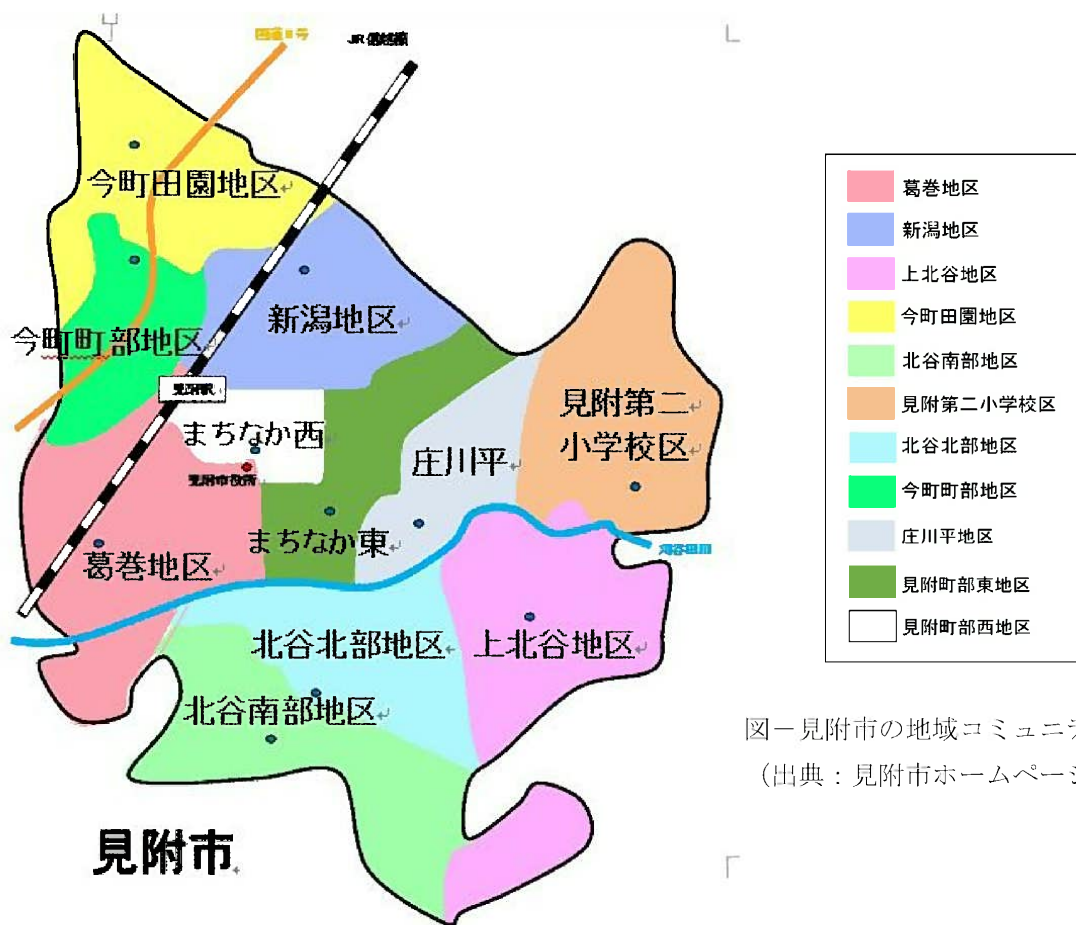 JR信越線
今町田園地区
新潟地区
今町町部地区
見附駅
見附第二
小学校区
まちなか西
庄川平
見附市役所
まちなか東
刈谷田川
葛巻地区
北谷北部地区
上北谷地区
北谷南部地区
見附市
葛巻地区
新潟地区
上北谷地区
今町田園地区
北谷南部地区
見附第二小学校区
北谷北部地区
今町町部地区
庄川平地区
見附町部東地区
見附町部西地区
図－見附市の地域コミュニテ
（出典：見附市ホームページ